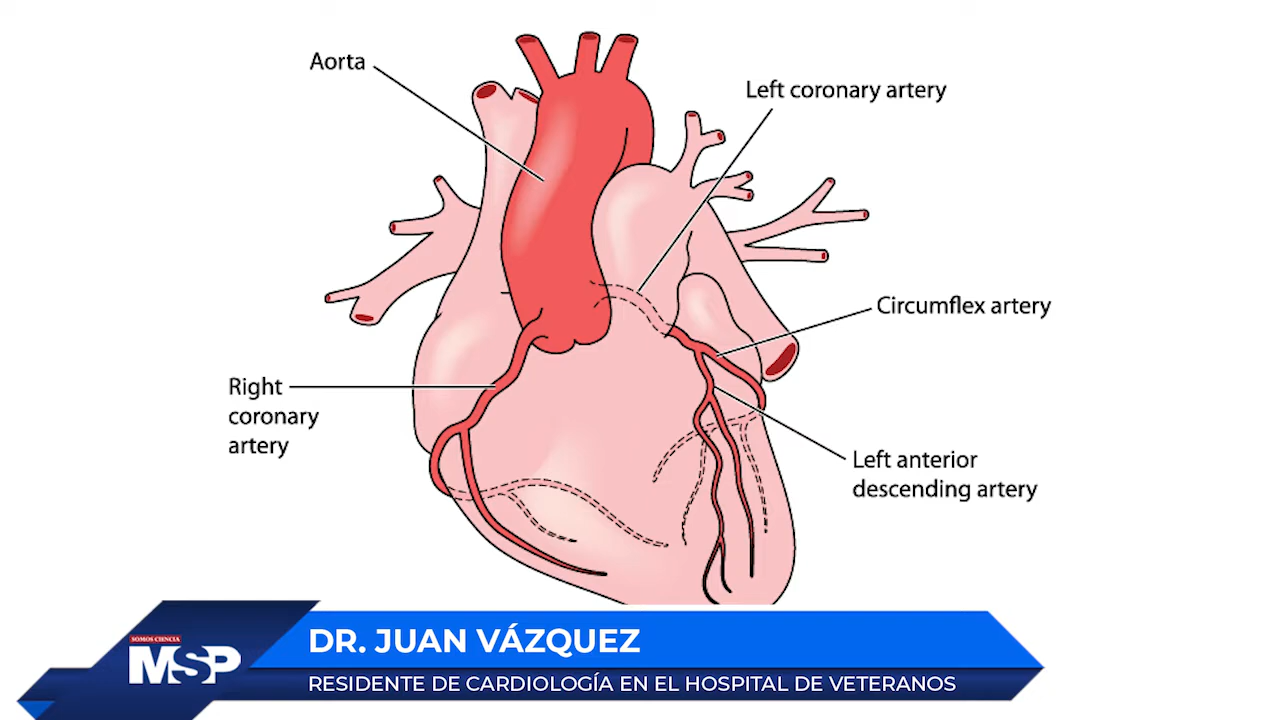 Aorta
Left coronary artery
Circumflex artery
Right
coronary
artery
Left anterior
descending artery
SOMOS CIENCIA
MSP
DR. JUAN VÁZQUEZ
RESIDENTE DE CARDIOLOGÍA EN EL HOSPITAL DE VETERANOS